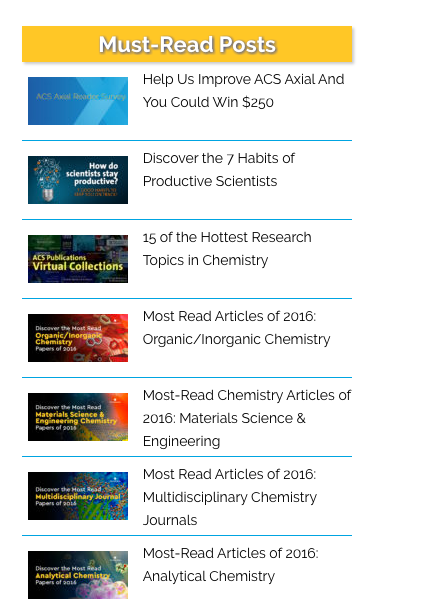 Must-Read Posts
ACS Axial Reader Survey
Help Us Improve ACS Axial And
You Could Win $250
How do
scientists stay
productive?
Discover the 7 Habits of
Productive Scientists
ACS Publications
Virtual Collections
15 of the Hottest Research
Topics in Chemistry
Discover the Most Read
Organic/Inorganic
Chemistry
Papers of 2016
Most Read Articles of 2016:
Organic/Inorganic Chemistry
Discover the Most Read
Materials Science &
Engineering Chemistry
Papers of 2016
Most-Read Chemistry Articles of
2016: Materials Science &
Engineering
Discover the Most Read
Multidisciplinary Journal
Papers of 2016
Most Read Articles of 2016:
Multidisciplinary Chemistry
Journals
Discover the Most Read
Analytical Chemistry
Papers of 2016
Most-Read Articles of 2016:
Analytical Chemistry